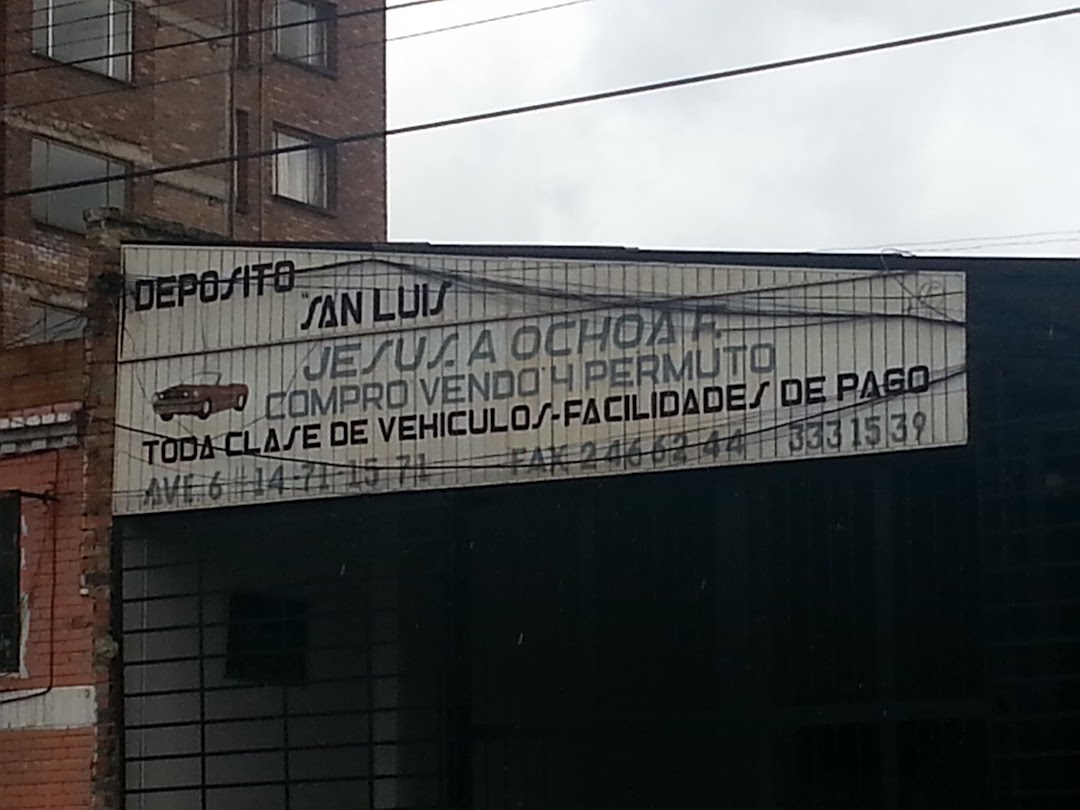 DEPOSITO
"SAN LUIS
JESUS. A OCHOA F.
COMPRO VENDO Y PERMUTO
TODA CLASE DE VEHICULOS-FACILIDADES DE PAGO
AVE. 6 #14-71 15 71 FAX 2 46 62 44 333 15 39